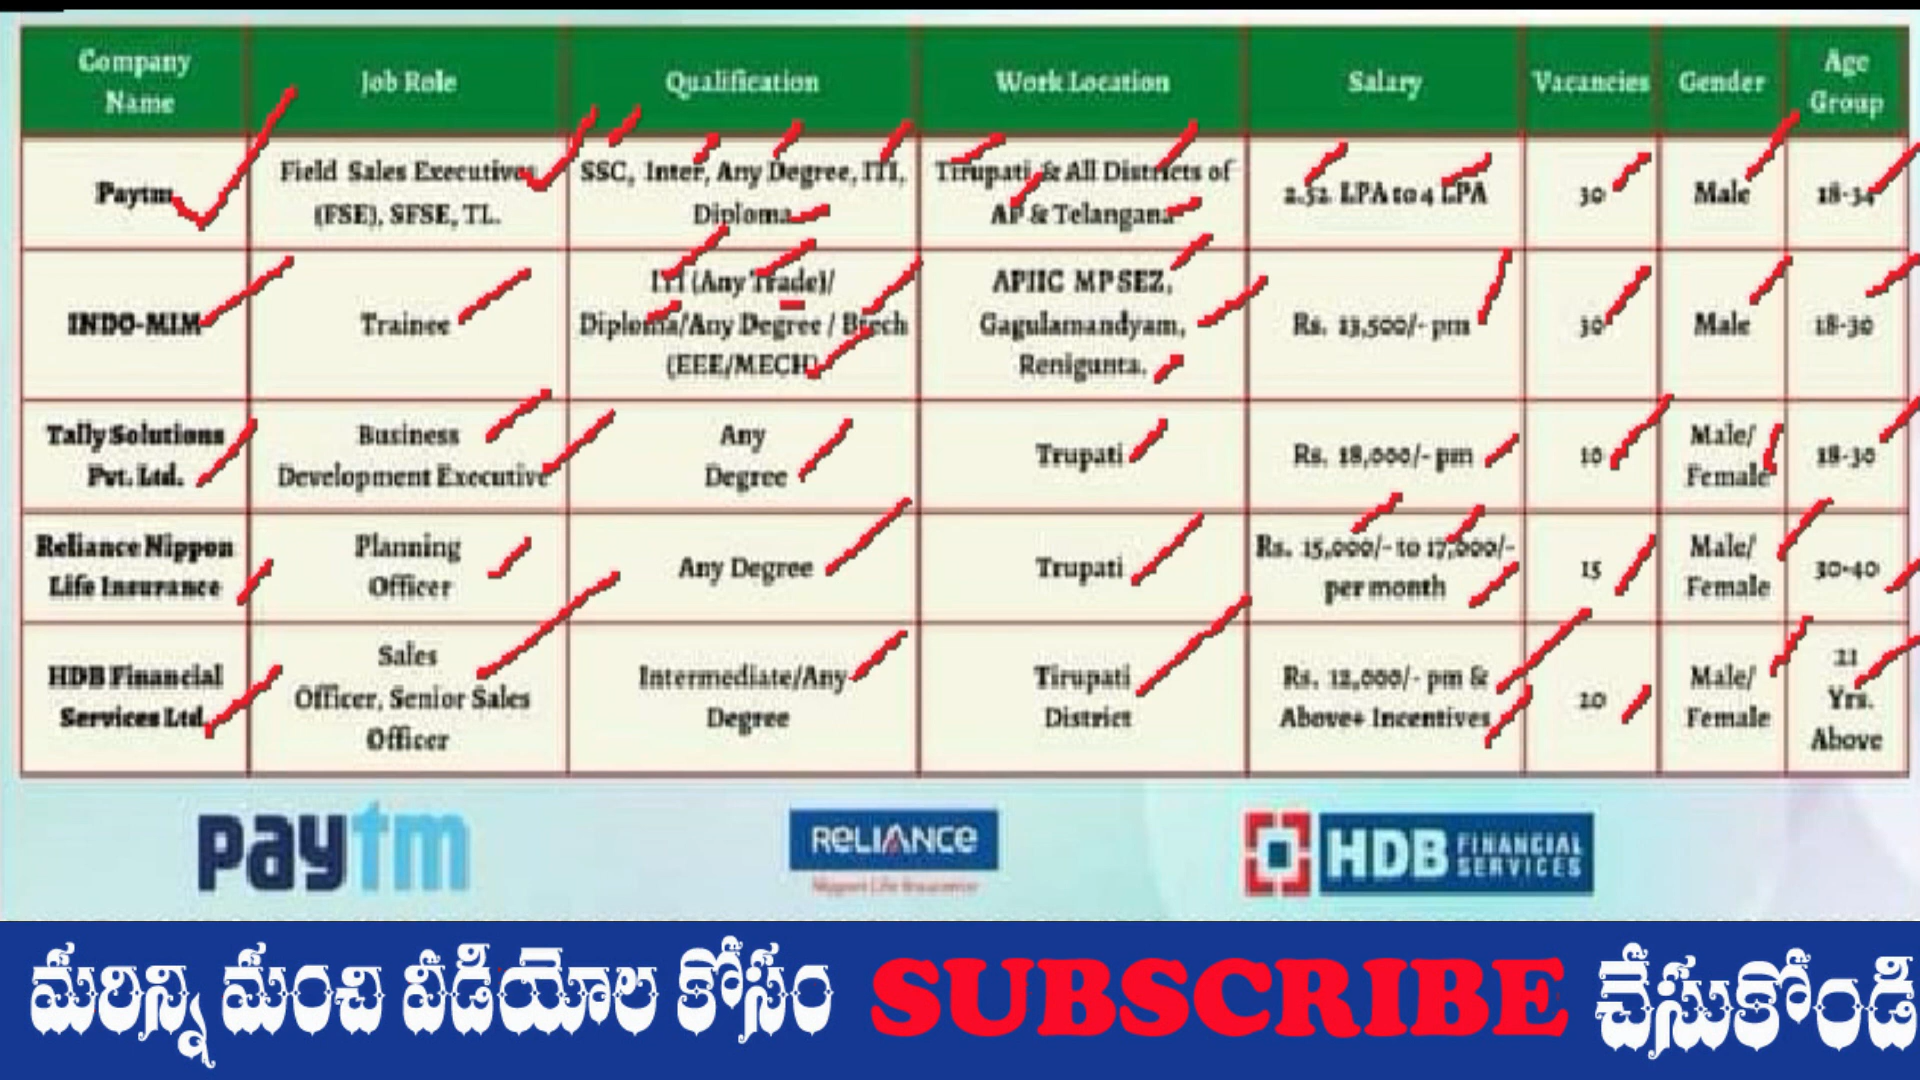 Company Name
Job Role
Qualification
Work Location
Salary
Vacancies
Gender
Age Group
Paytm
Field Sales Executives
(FSE), SFSE, TL.
SSC, Inter, Any Degree, ITI,
Diploma
Tirupati & All Districts of
AP & Telangana
2.52 LPA to 4 LPA
30
Male
18-34
INDO-MIM
Trainee
ITI (Any Trade)/
Diploma/Any Degree / Btech
(EEE/MECH)
APIIC MP SEZ,
Gagulamandyam,
Renigunta.
Rs. 13,500/- pm
30
Male
18-30
Tally Solutions
Pvt. Ltd.
Business
Development Executive
Any
Degree
Trupati
Rs. 18,000/- pm
10
Male/
Female
18-30
Reliance Nippon
Life Insurance
Planning
Officer
Any Degree
Trupati
Rs. 15,000/- to 17,000/-
per month
15
Male/
Female
30-40
HDB Financial
Services Ltd.
Sales
Officer, Senior Sales
Officer
Intermediate/Any
Degree
Tirupati
District
Rs. 12,000/- pm &
Above+ Incentives
20
Male/
Female
21
Yrs.
Above
paytm
RELIANCE
Nippon Life Insurance
HDB FINANCIAL SERVICES
మరిన్ని మంచి వీడియోల కోసం SUBSCRIBE చేసుకోండి